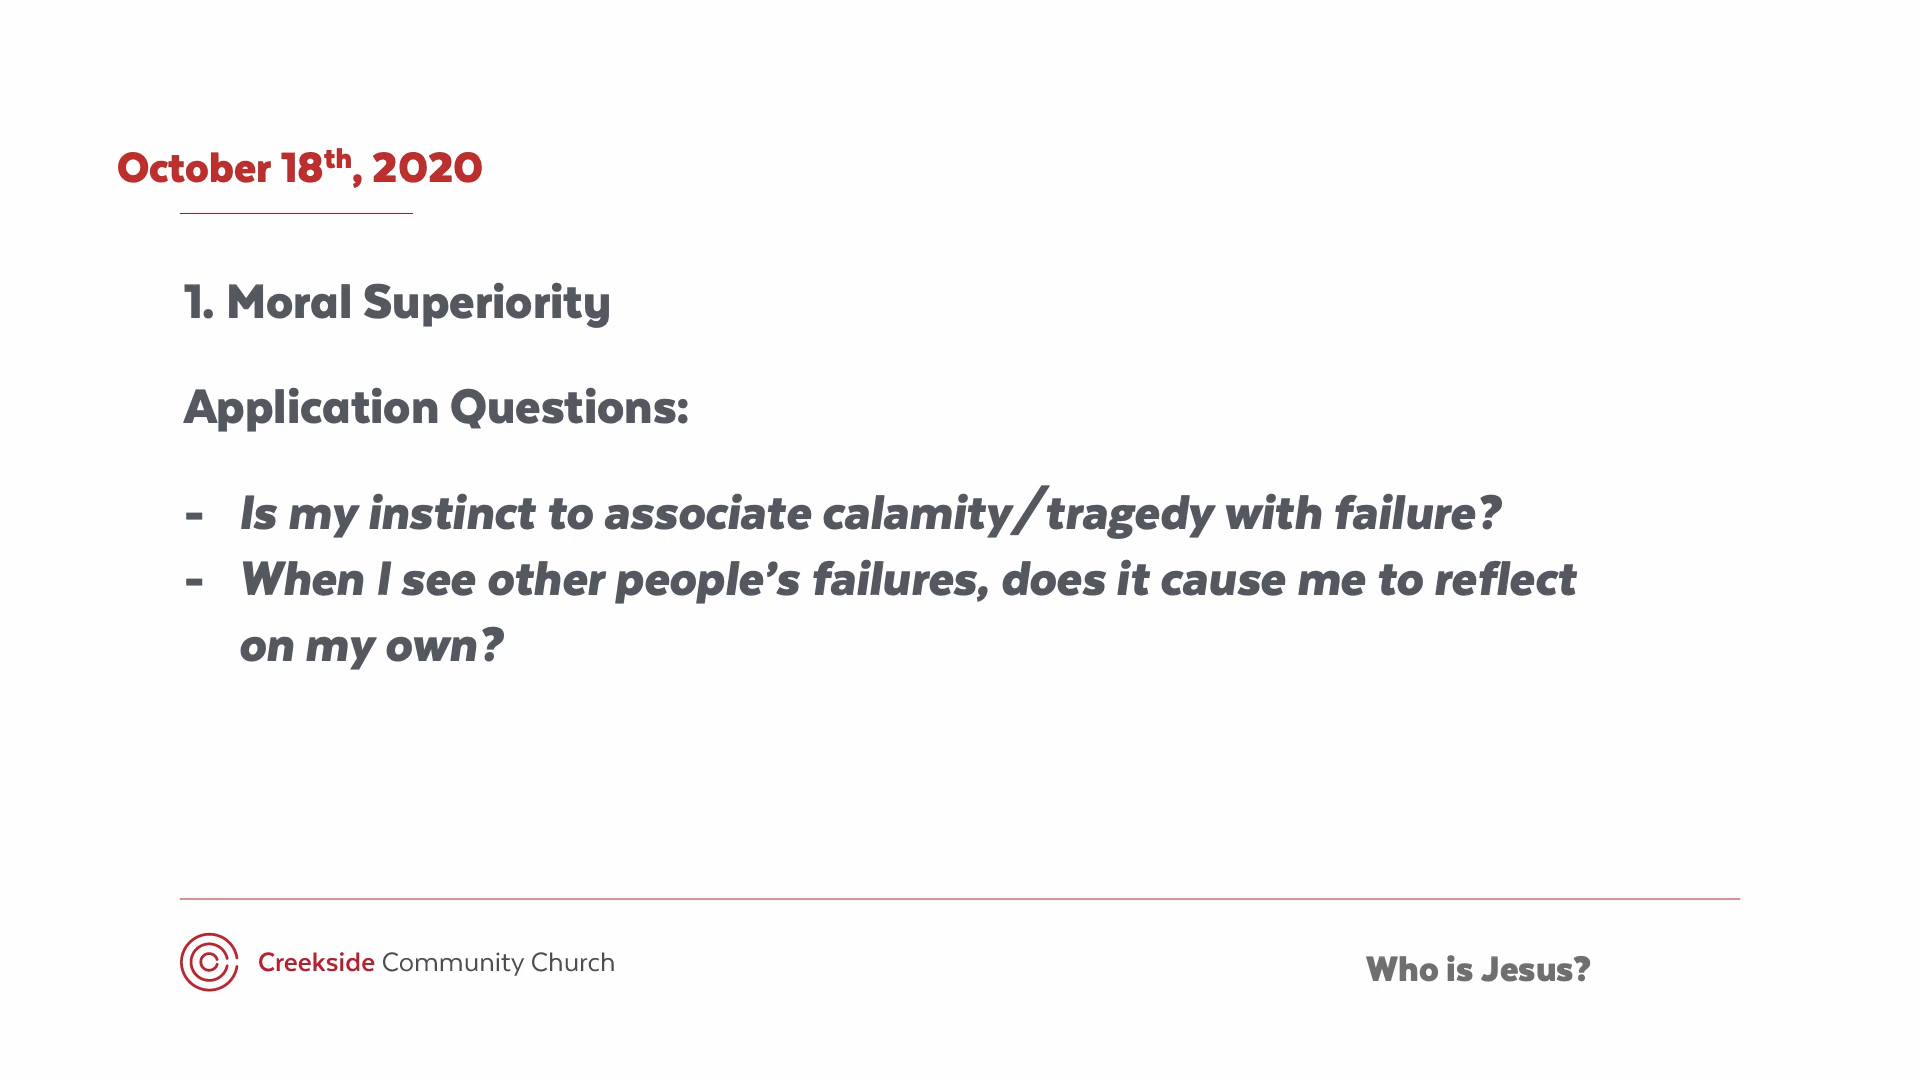 October 18th, 2020
1. Moral Superiority
Application Questions:
- Is my instinct to associate calamity/tragedy with failure?
- When I see other people’s failures, does it cause me to reflect
on my own?
Creekside Community Church
Who is Jesus?